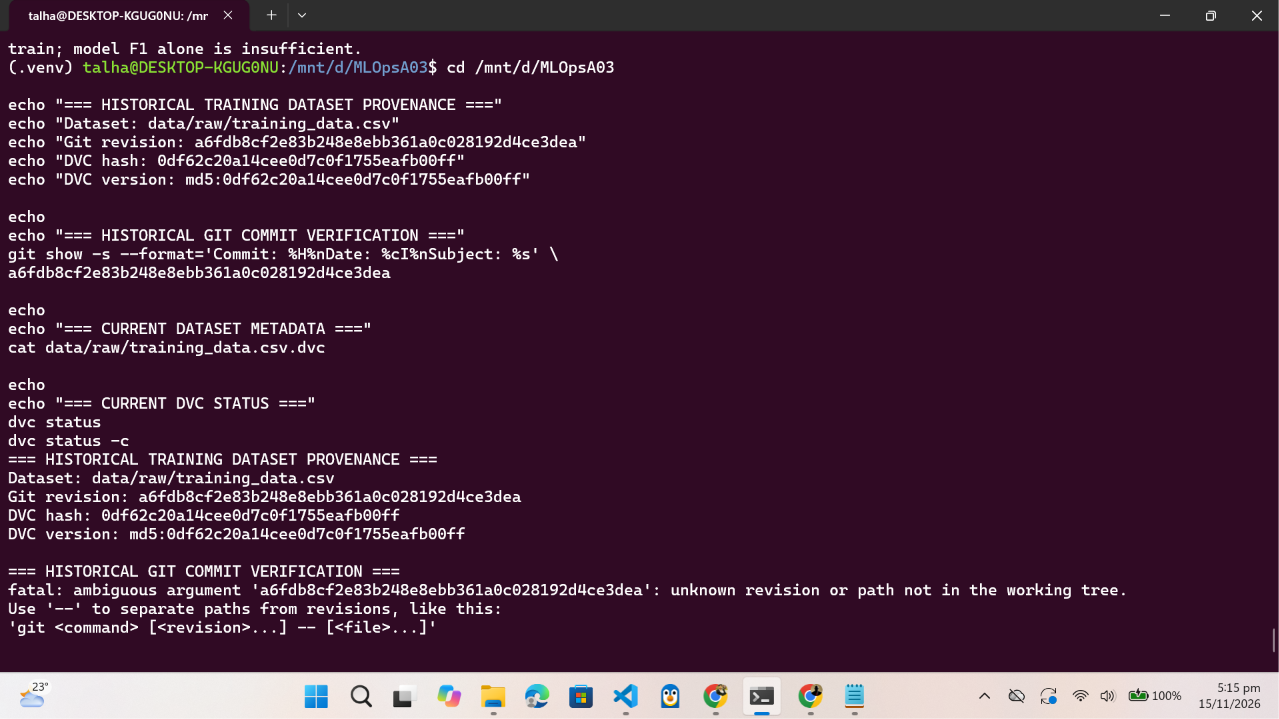 talha@DESKTOP-KGUG0NU: /mr
train; model F1 alone is insufficient.
(.venv) talha@DESKTOP-KGUG0NU:/mnt/d/MLOpsA03$ cd /mnt/d/MLOpsA03
echo "=== HISTORICAL TRAINING DATASET PROVENANCE ==="
echo "Dataset: data/raw/training_data.csv"
echo "Git revision: a6fdb8cf2e83b248e8ebb361a0c028192d4ce3dea"
echo "DVC hash: 0df62c20a14cee0d7c0f1755eafb00ff"
echo "DVC version: md5:0df62c20a14cee0d7c0f1755eafb00ff"
echo
echo "=== HISTORICAL GIT COMMIT VERIFICATION ==="
git show -s --format='Commit: %H%nDate: %cI%nSubject: %s' \
a6fdb8cf2e83b248e8ebb361a0c028192d4ce3dea
echo
echo "=== CURRENT DATASET METADATA ==="
cat data/raw/training_data.csv.dvc
echo
echo "=== CURRENT DVC STATUS ==="
dvc status
dvc status -c
=== HISTORICAL TRAINING DATASET PROVENANCE ===
Dataset: data/raw/training_data.csv
Git revision: a6fdb8cf2e83b248e8ebb361a0c028192d4ce3dea
DVC hash: 0df62c20a14cee0d7c0f1755eafb00ff
DVC version: md5:0df62c20a14cee0d7c0f1755eafb00ff
=== HISTORICAL GIT COMMIT VERIFICATION ===
fatal: ambiguous argument 'a6fdb8cf2e83b248e8ebb361a0c028192d4ce3dea': unknown revision or path not in the working tree.
Use '--' to separate paths from revisions, like this:
'git <command> [<revision>...] -- [<file>...]'
23°
100%
5:15 pm
15/11/2026